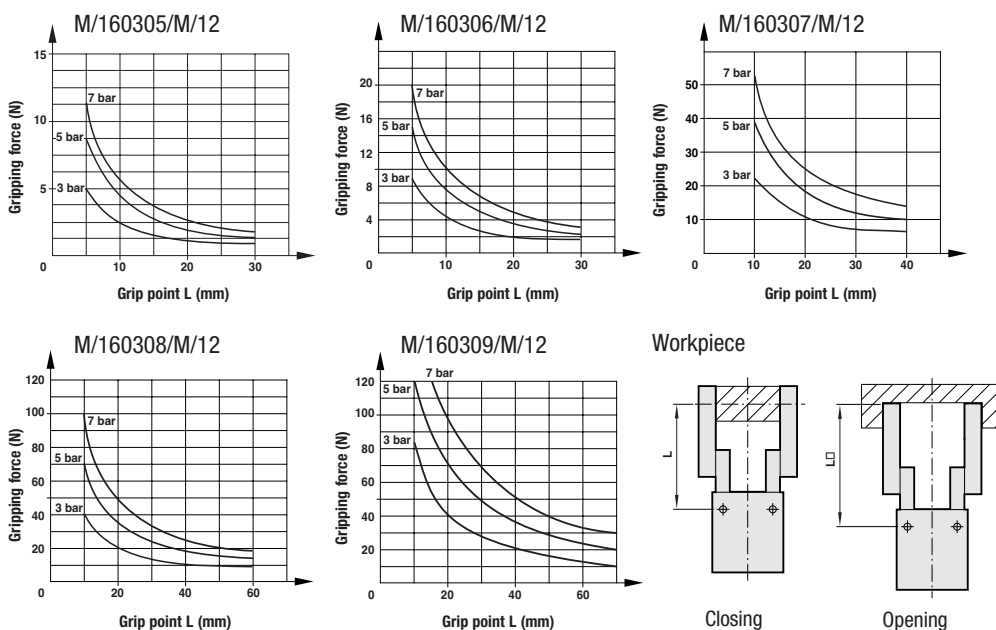 M/160305/M/12
Gripping force (N)
15
10
5
0
7 bar
5 bar
3 bar
10 20 30
Grip point L (mm)
M/160306/M/12
Gripping force (N)
20
16
12
8
4
0
7 bar
5 bar
3 bar
10 20 30
Grip point L (mm)
M/160307/M/12
Gripping force (N)
50
40
30
20
10
0
7 bar
5 bar
3 bar
10 20 30 40
Grip point L (mm)
M/160308/M/12
Gripping force (N)
120
100
80
60
40
20
0
7 bar
5 bar
3 bar
20 40 60
Grip point L (mm)
M/160309/M/12
Gripping force (N)
120
100
80
60
40
20
0
7 bar
5 bar
3 bar
20 40 60
Grip point L (mm)
Workpiece
L
L□
Closing
Opening